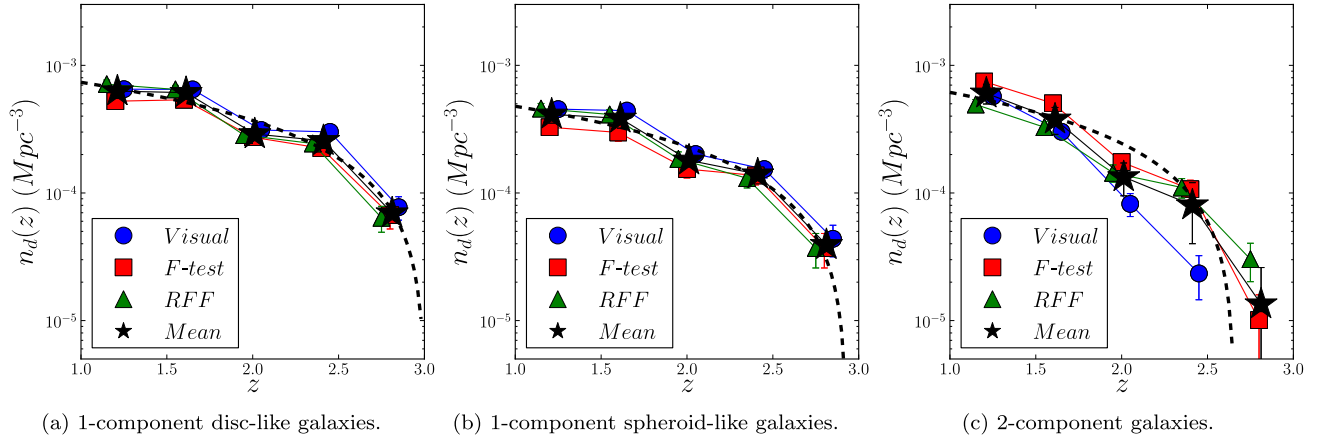 n_d(z) (Mpc^{-3})
10^{-3}
10^{-4}
10^{-5}
Visual
F-test
RFF
Mean
1.0 1.5 2.0 2.5 3.0
z
(a) 1-component disc-like galaxies.
n_d(z) (Mpc^{-3})
10^{-3}
10^{-4}
10^{-5}
Visual
F-test
RFF
Mean
1.0 1.5 2.0 2.5 3.0
z
(b) 1-component spheroid-like galaxies.
n_d(z) (Mpc^{-3})
10^{-3}
10^{-4}
10^{-5}
Visual
F-test
RFF
Mean
1.0 1.5 2.0 2.5 3.0
z
(c) 2-component galaxies.